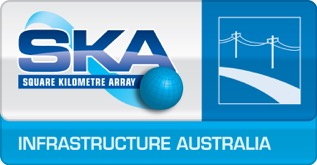 SKA
SQUARE KILOMETRE ARRAY
INFRASTRUCTURE AUSTRALIA